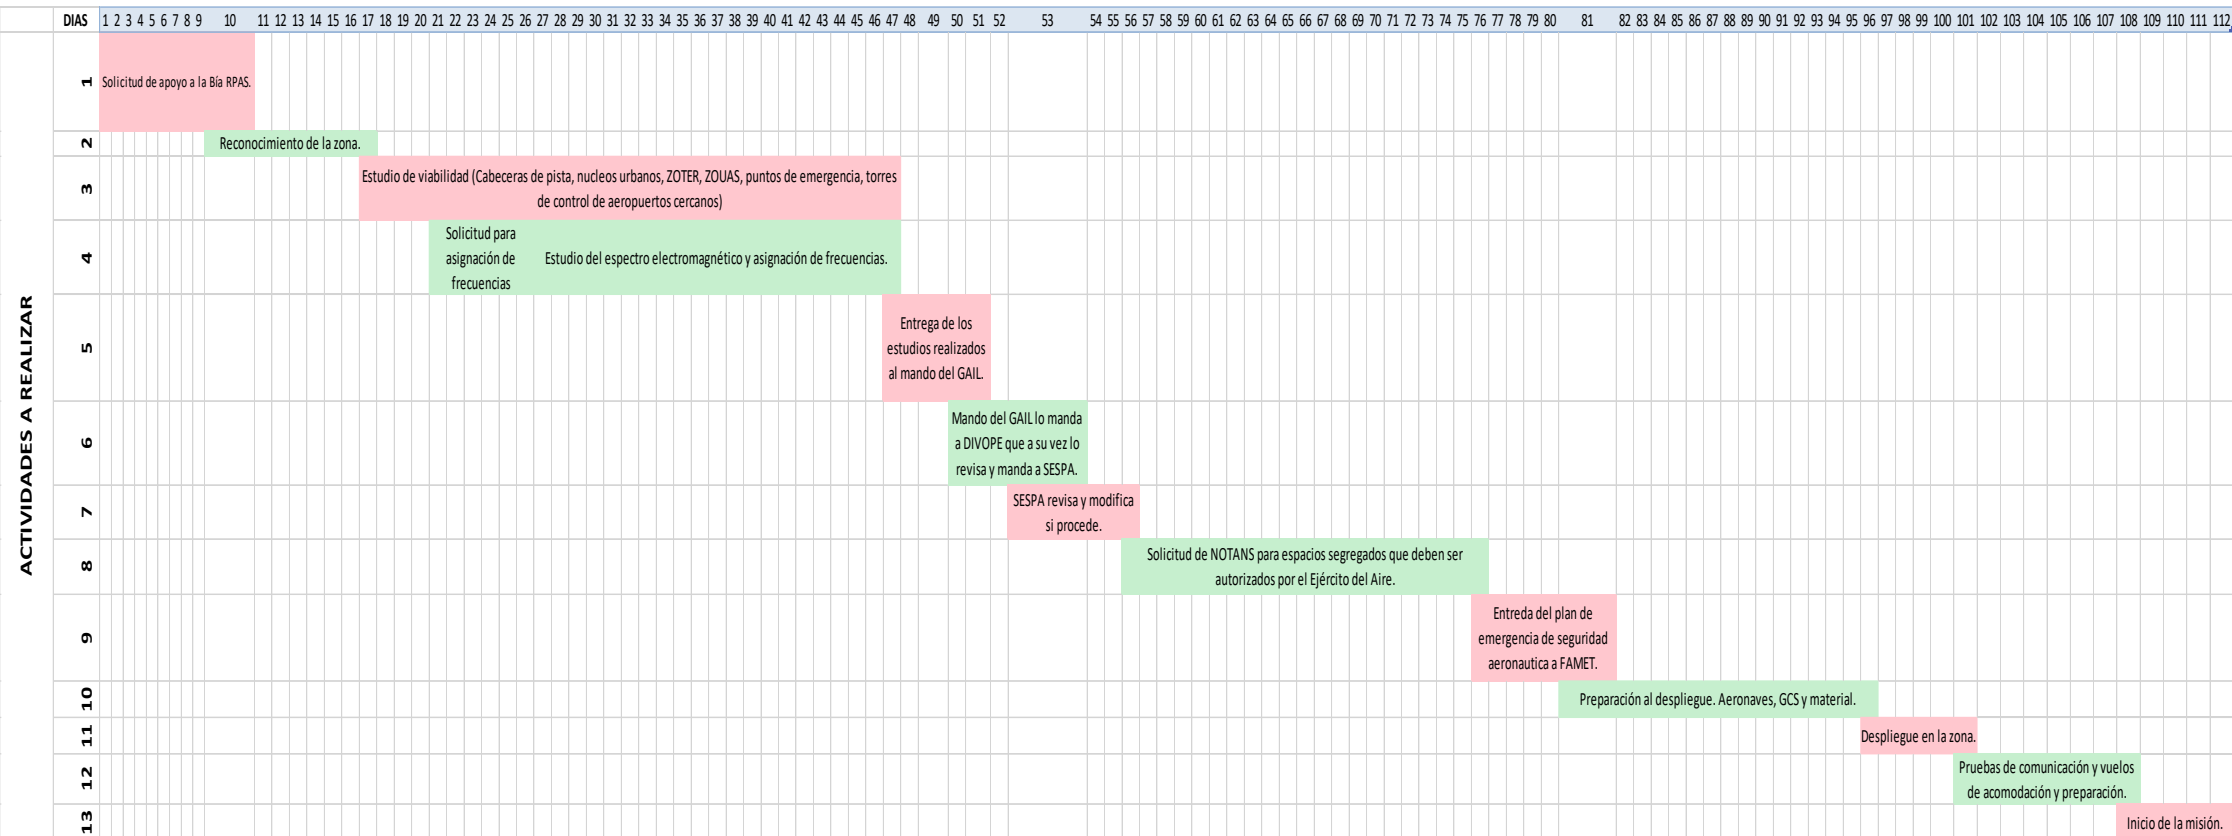 DIAS 1 2 3 4 5 6 7 8 9 10 11 12 13 14 15 16 17 18 19 20 21 22 23 24 25 26 27 28 29 30 31 32 33 34 35 36 37 38 39 40 41 42 43 44 45 46 47 48 49 50 51 52 53 54 55 56 57 58 59 60 61 62 63 64 65 66 67 68 69 70 71 72 73 74 75 76 77 78 79 80 81 82 83 84 85 86 87 88 89 90 91 92 93 94 95 96 97 98 99 100 101 102 103 104 105 106 107 108 109 110 111 112
ACTIVIDADES A REALIZAR
1
Solicitud de apoyo a la Bía RPAS.
2
Reconocimiento de la zona.
3
Estudio de viabilidad (Cabeceras de pista, nucleos urbanos, ZOTER, ZOUAS, puntos de emergencia, torres
de control de aeropuertos cercanos)
4
Solicitud para
asignación de
frecuencias
Estudio del espectro electromagnético y asignación de frecuencias.
5
Entrega de los
estudios realizados
al mando del GAIL.
6
Mando del GAIL lo manda
a DIVOPE que a su vez lo
revisa y manda a SESPA.
7
SESPA revisa y modifica
si procede.
8
Solicitud de NOTANS para espacios segregados que deben ser
autorizados por el Ejército del Aire.
9
Entreda del plan de
emergencia de seguridad
aeronautica a FAMET.
10
Preparación al despliegue. Aeronaves, GCS y material.
11
Despliegue en la zona.
12
Pruebas de comunicación y vuelos
de acomodación y preparación.
13
Inicio de la misión.